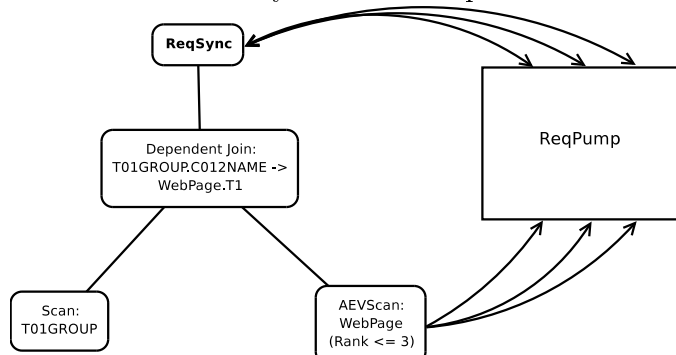 ReqSync
ReqPump
Dependent Join:
T01GROUP.C012NAME ->
WebPage.T1
Scan:
T01GROUP
AEVScan:
WebPage
(Rank <= 3)